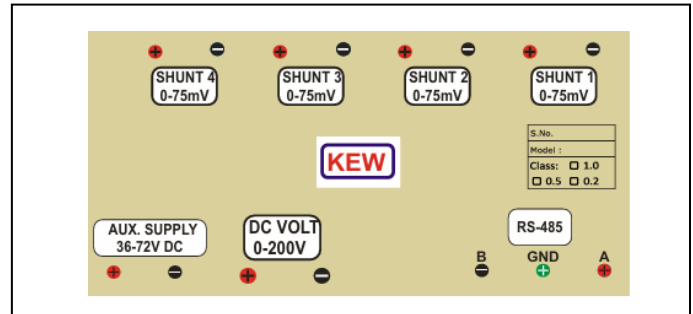 SHUNT 4
0-75mV
SHUNT 3
0-75mV
SHUNT 2
0-75mV
SHUNT 1
0-75mV
KEW
S.No.
Model :
Class: 1.0
0.5 0.2
AUX. SUPPLY
36-72V DC
DC VOLT
0-200V
RS-485
B GND A